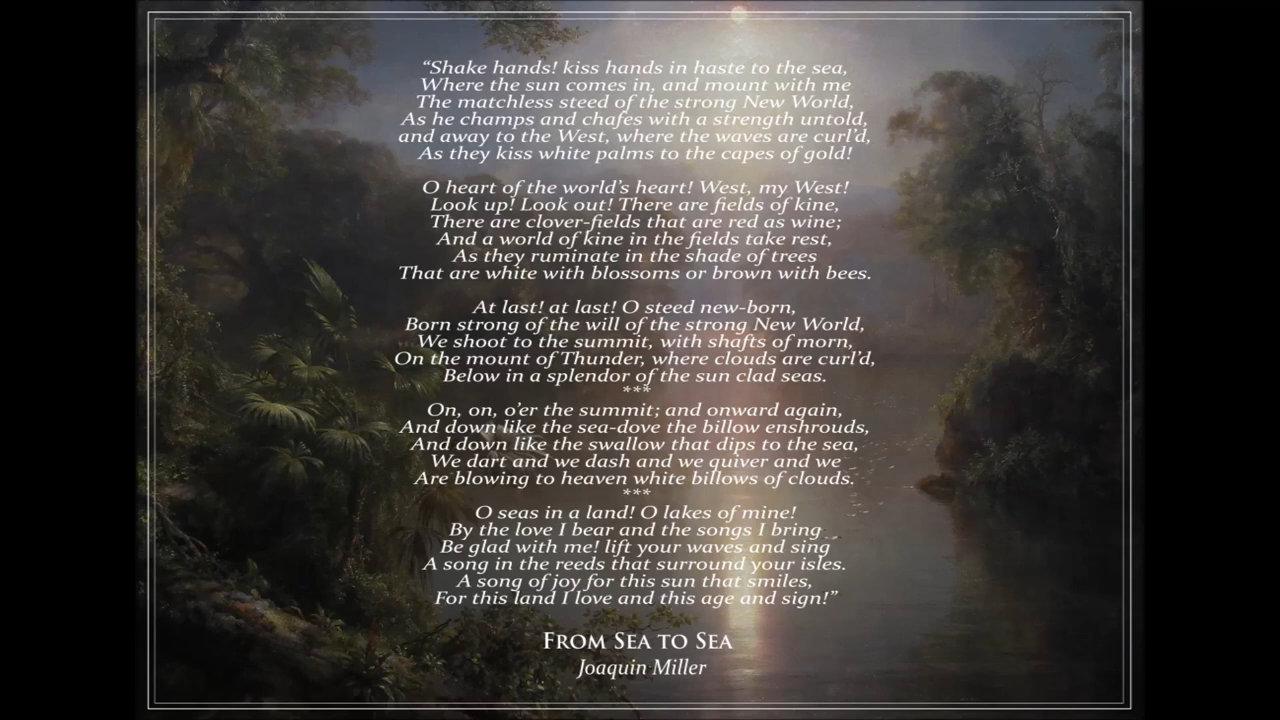 “Shake hands! kiss hands in haste to the sea,
Where the sun comes in, and mount with me
The matchless steed of the strong New World,
As he champs and chafes with a strength untold,
and away to the West, where the waves are curl’d,
As they kiss white palms to the capes of gold!
O heart of the world’s heart! West, my West!
Look up! Look out! There are fields of kine,
There are clover-fields that are red as wine;
And a world of kine in the fields take rest,
As they ruminate in the shade of trees
That are white with blossoms or brown with bees.
At last! at last! O steed new-born,
Born strong of the will of the strong New World,
We shoot to the summit, with shafts of morn,
On the mount of Thunder, where clouds are curl’d,
Below in a splendor of the sun clad seas.
***
On, on, o’er the summit; and onward again,
And down like the sea-dove the billow enshrouds,
And down like the swallow that dips to the sea,
We dart and we dash and we quiver and we
Are blowing to heaven white billows of clouds.
***
O seas in a land! O lakes of mine!
By the love I bear and the songs I bring
Be glad with me! lift your waves and sing
A song in the reeds that surround your isles.
A song of joy for this sun that smiles,
For this land I love and this age and sign!”
FROM SEA TO SEA
Joaquin Miller